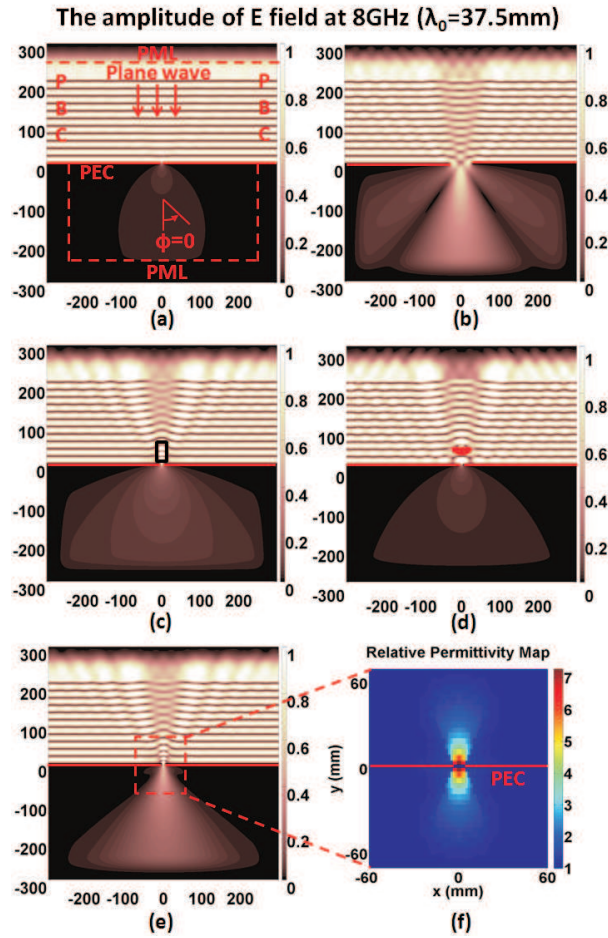 The amplitude of E field at 8GHz (λ₀=37.5mm)
300
200
100
0
-100
-200
-300
PML
Plane wave
P
B
C
P
B
C
PEC
ϕ=0
PML
-200 -100 0 100 200
1
0.8
0.6
0.4
0.2
0
(a)
300
200
100
0
-100
-200
-300
-200 -100 0 100 200
1
0.8
0.6
0.4
0.2
0
(b)
300
200
100
0
-100
-200
-300
-200 -100 0 100 200
1
0.8
0.6
0.4
0.2
0
(c)
300
200
100
0
-100
-200
-300
-200 -100 0 100 200
1
0.8
0.6
0.4
0.2
0
(d)
300
200
100
0
-100
-200
-300
-200 -100 0 100 200
1
0.8
0.6
0.4
0.2
0
(e)
Relative Permittivity Map
60
0
-60
y (mm)
PEC
-60 0 60
x (mm)
7
6
5
4
3
2
1
(f)